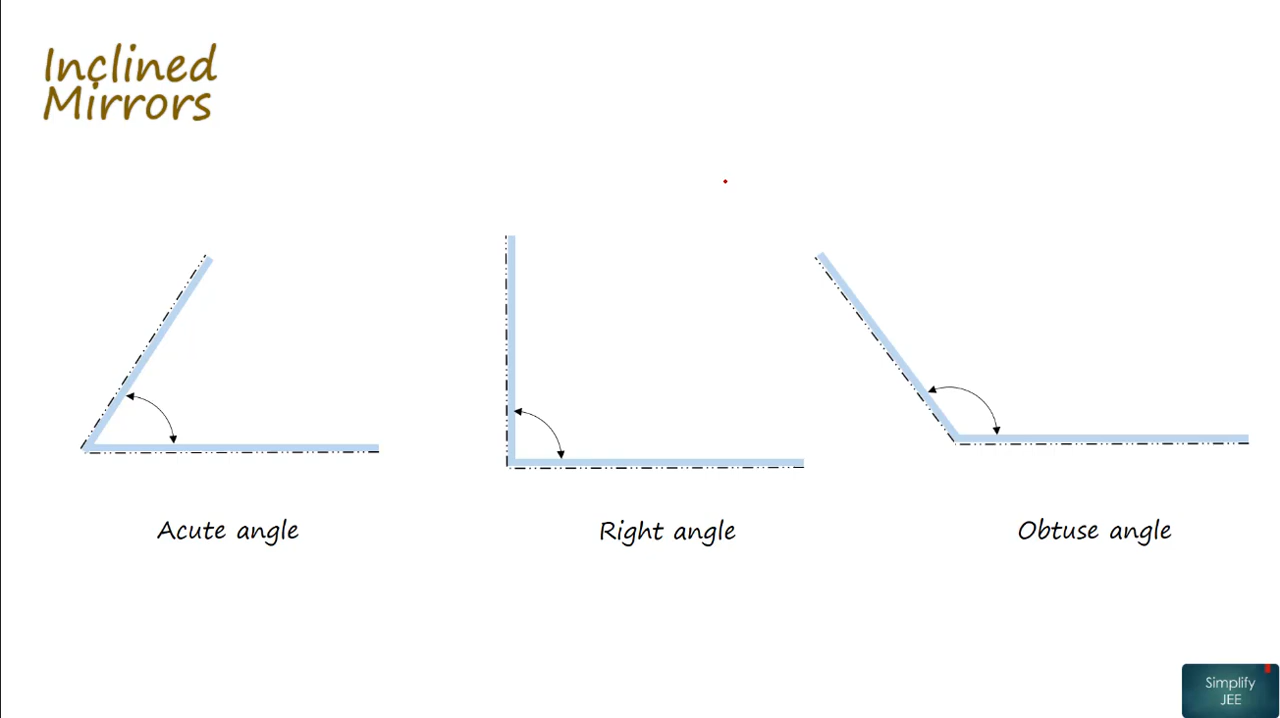 Inclined
Mirrors
Acute angle
Right angle
Obtuse angle
Simplify
JEE